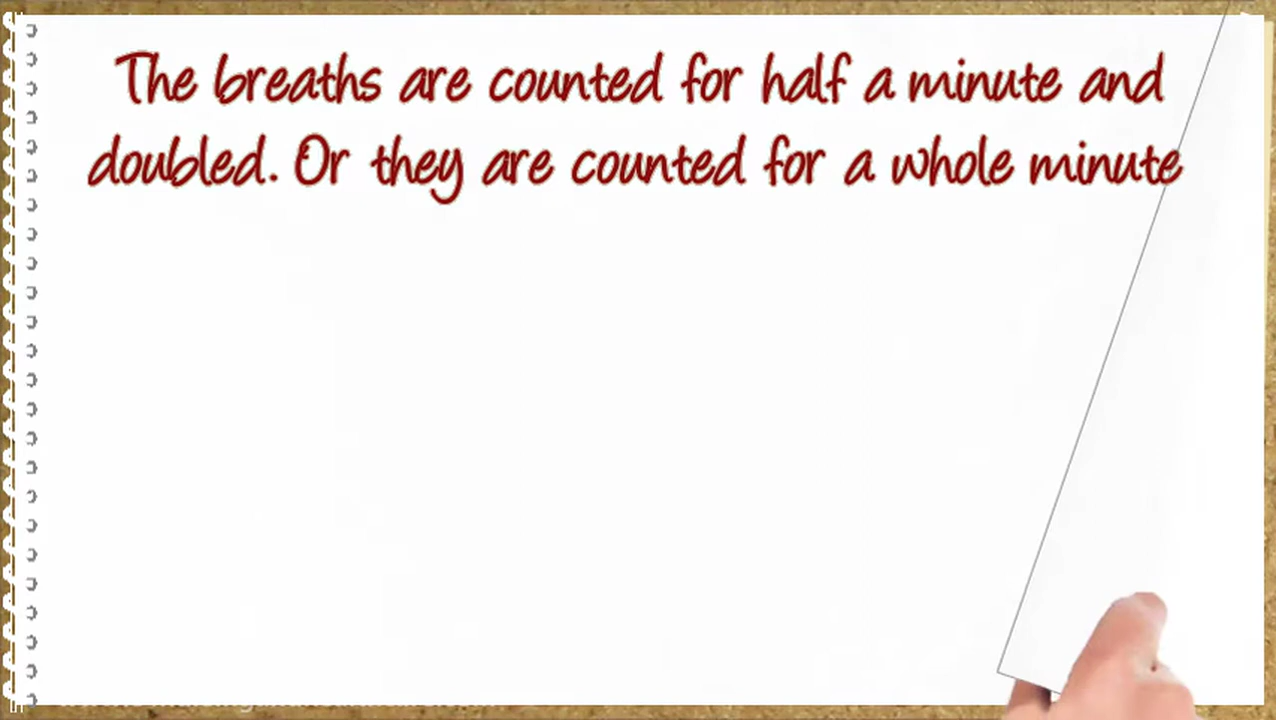 The breaths are counted for half a minute and
doubled. Or they are counted for a whole minute